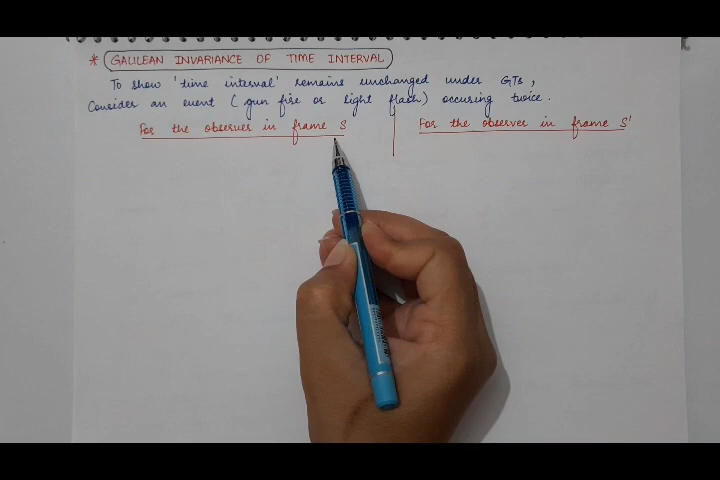 * GALILEAN INVARIANCE OF TIME INTERVAL
To show 'time interval' remains unchanged under GTs,
Consider an event (gun fire or light flash) occuring twice.
For the observer in frame S
For the observer in frame S'